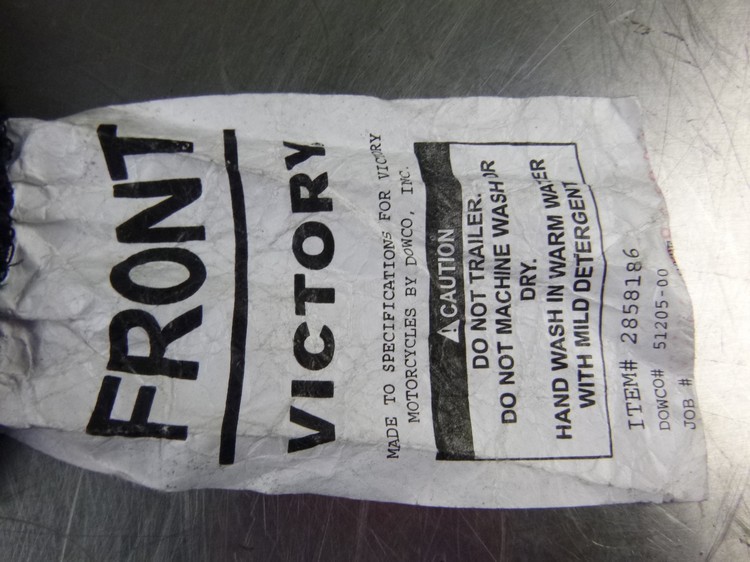 FRONT
VICTORY
MADE TO SPECIFICATIONS FOR VICTORY
MOTORCYCLES BY DOWCO, INC.
CAUTION
DO NOT TRAILER.
DO NOT MACHINE WASH OR
DRY.
HAND WASH IN WARM WATER
WITH MILD DETERGENT
ITEM# 2858186
DOWCO# 51205-00
JOB #